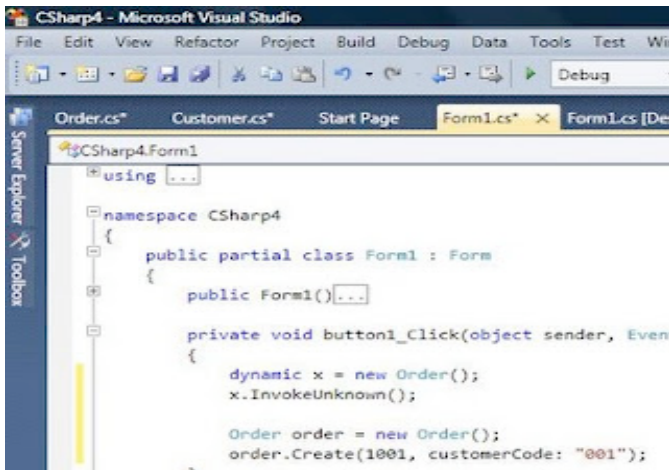 CSharp4 - Microsoft Visual Studio
File Edit View Refactor Project Build Debug Data Tools Test Wi
Debug
Order.cs* Customer.cs* Start Page Form1.cs* Form1.cs [De
Server Explorer
Toolbox
CSharp4.Form1
using ...
namespace CSharp4
{
public partial class Form1 : Form
{
public Form1()...
private void button1_Click(object sender, Even
{
dynamic x = new Order();
x.InvokeUnknown();
Order order = new Order();
order.Create(1001, customerCode: "001");